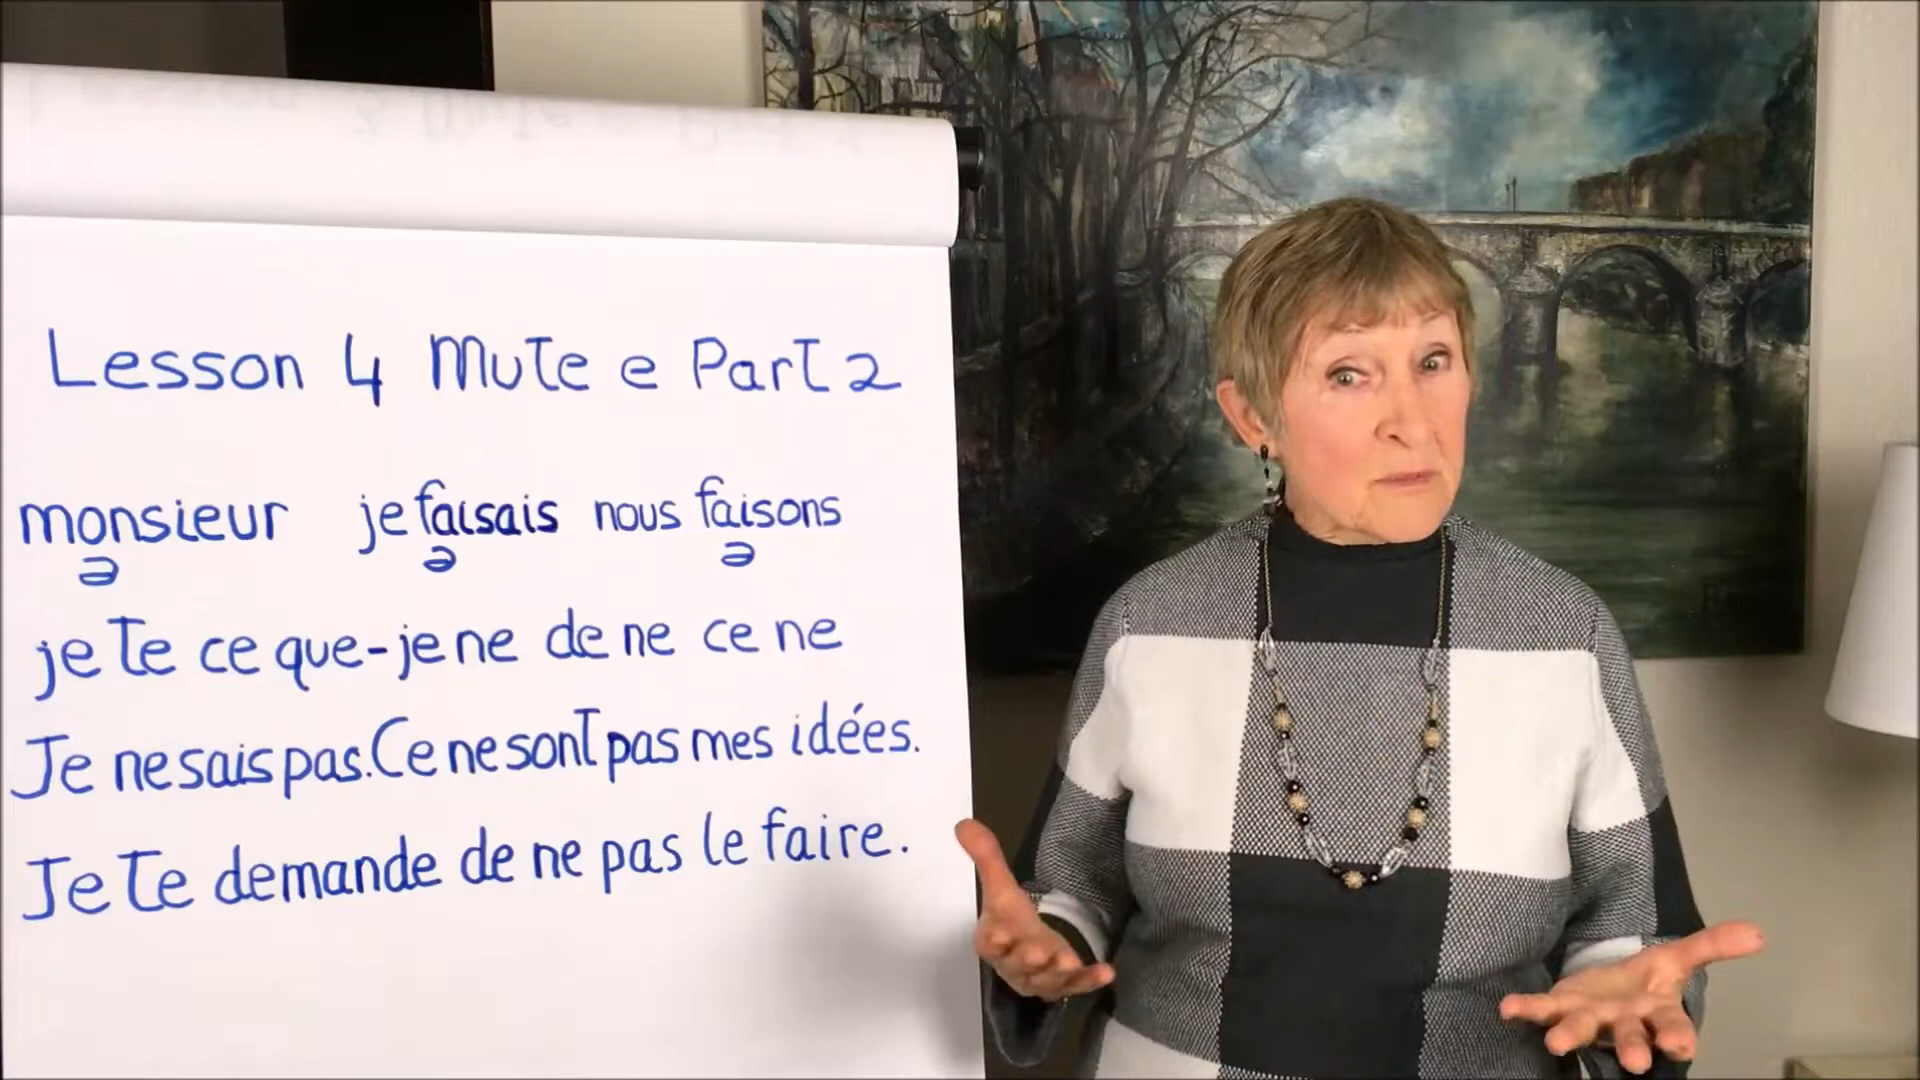 Lesson 4 Mute e Part 2
monsieur je faisais nous faisons
ə ə ə
je te ce que-je ne de ne ce ne
Je ne sais pas. Ce ne sont pas mes idées.
Je te demande de ne pas le faire.